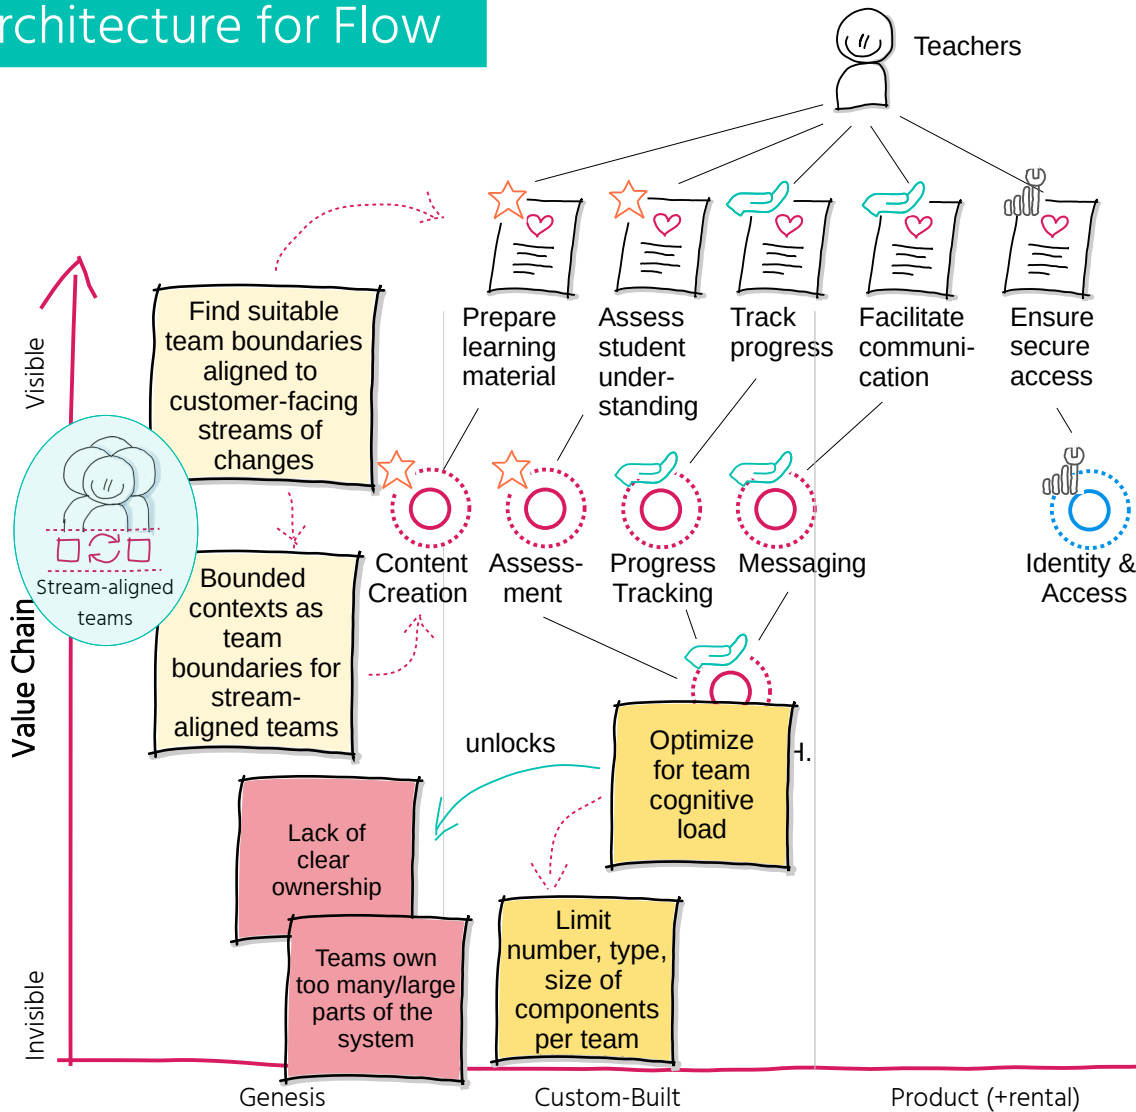 rchitecture for Flow
Teachers
Prepare
learning
material
Assess
student
under-
standing
Track
progress
Facilitate
communi-
cation
Ensure
secure
access
Find suitable
team boundaries
aligned to
customer-facing
streams of
changes
Visible
Stream-aligned
teams
Value Chain
Invisible
Content
Creation
Assess-
ment
Progress
Tracking
Messaging
Identity &
Access
Bounded
contexts as
team
boundaries for
stream-
aligned teams
unlocks
Optimize
for team
cognitive
load
H.
Lack of
clear
ownership
Teams own
too many/large
parts of the
system
Limit
number, type,
size of
components
per team
Genesis
Custom-Built
Product (+rental)